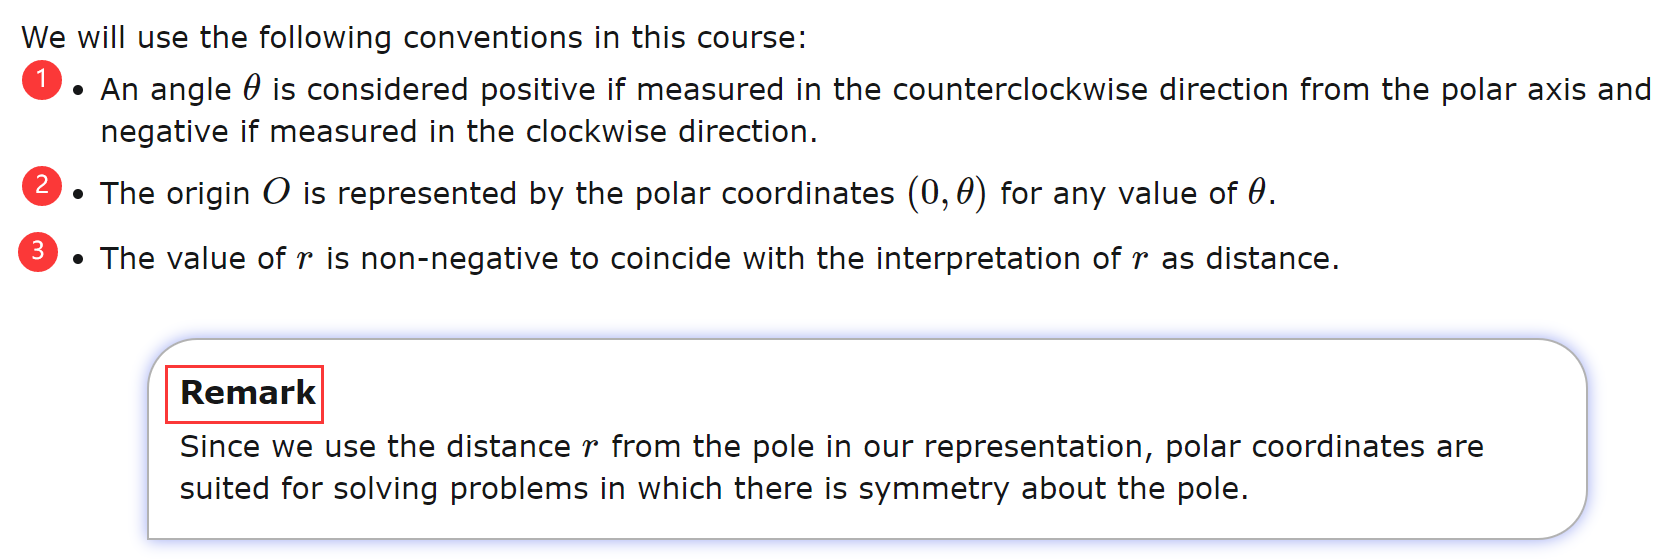 We will use the following conventions in this course:
1 • An angle θ is considered positive if measured in the counterclockwise direction from the polar axis and
negative if measured in the clockwise direction.
2 • The origin O is represented by the polar coordinates (0, θ) for any value of θ.
3 • The value of r is non-negative to coincide with the interpretation of r as distance.
Remark
Since we use the distance r from the pole in our representation, polar coordinates are
suited for solving problems in which there is symmetry about the pole.